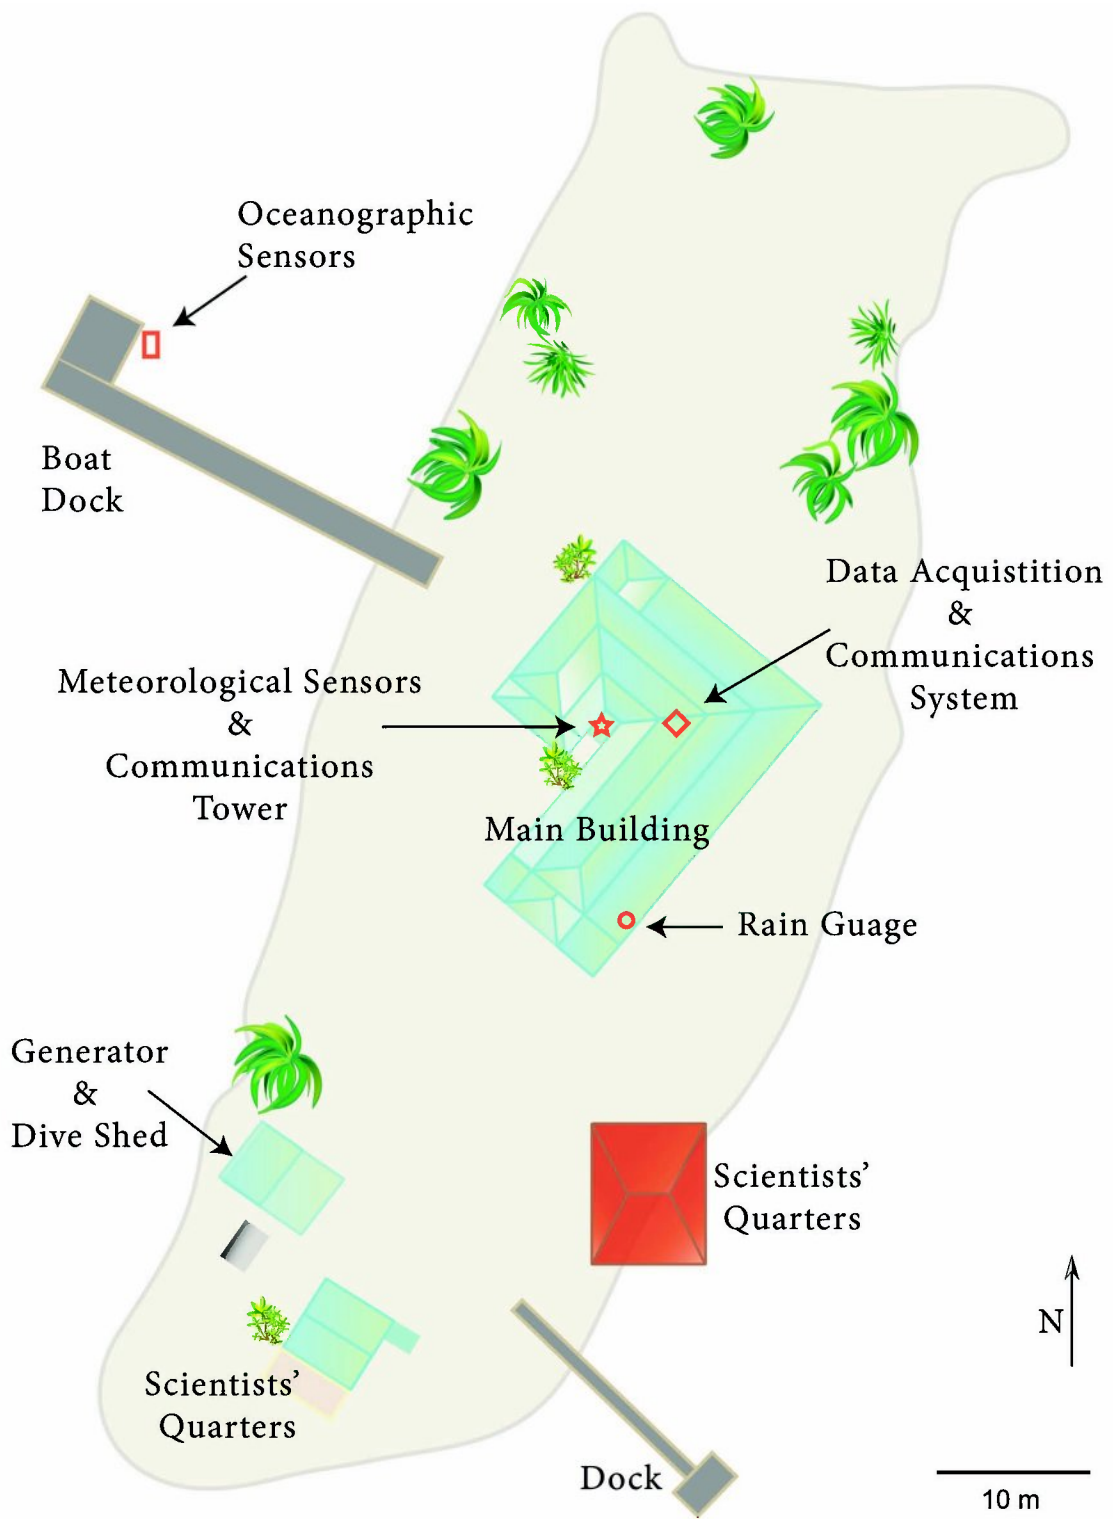 Oceanographic
Sensors
Boat
Dock
Data Acquistition
&
Communications
System
Meteorological Sensors
&
Communications
Tower
Main Building
Rain Guage
Generator
&
Dive Shed
Scientists'
Quarters
N
Scientists'
Quarters
Dock
10 m